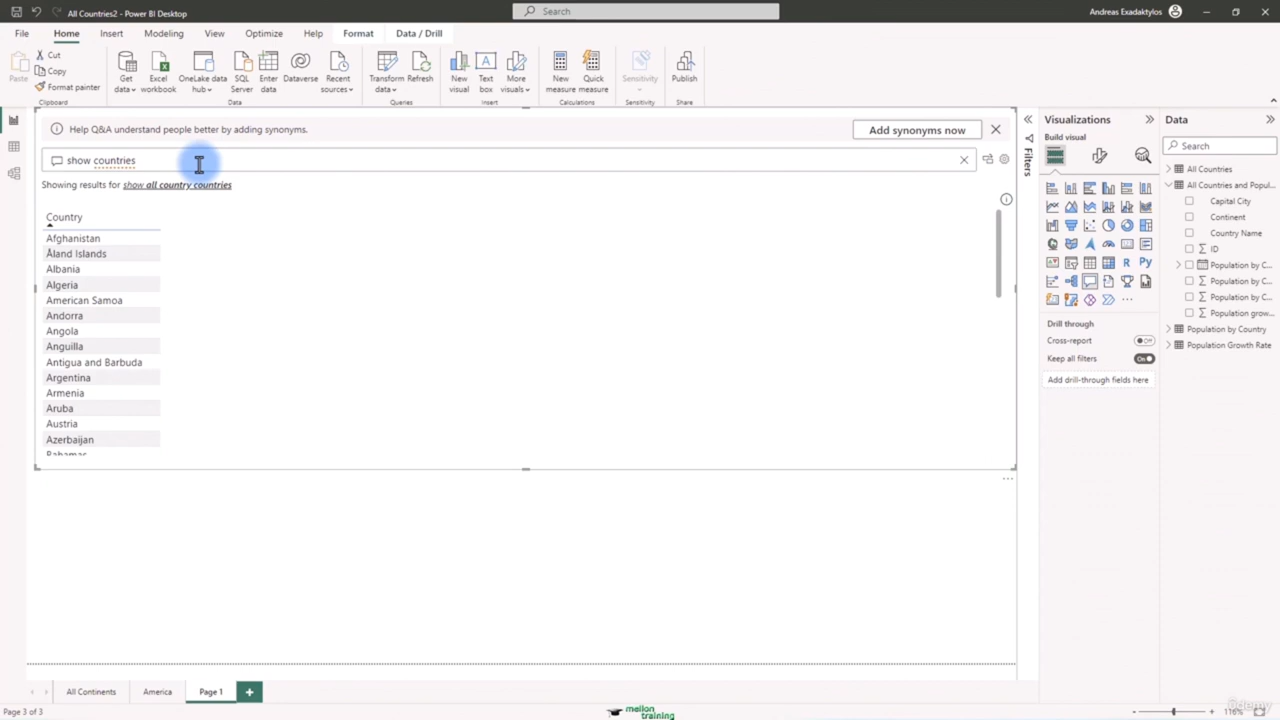 All Countries2 - Power BI Desktop
Search
Andreas Exadaktylos
File Home Insert Modeling View Optimize Help Format Data / Drill
Paste
Cut
Copy
Format painter
Get data
Excel workbook
OneLake data hub
SQL Server
Enter data
Dataverse
Recent sources
Transform data
Refresh
New visual
Text box
More visuals
New measure
Quick measure
Sensitivity
Publish
Clipboard Data Queries Insert Calculations Sensitivity Share
Help Q&A understand people better by adding synonyms.
Add synonyms now
show countries
Showing results for show all country countries
Country
Afghanistan
Åland Islands
Albania
Algeria
American Samoa
Andorra
Angola
Anguilla
Antigua and Barbuda
Argentina
Armenia
Aruba
Austria
Azerbaijan
Bahamas
Filters
Visualizations
Build visual
R Py
...
Drill through
Cross-report Off
Keep all filters On
Add drill-through fields here
Data
Search
All Countries
All Countries and Popul...
Capital City
Continent
Country Name
ID
Population by C...
Population by C...
Population by C...
Population grow...
Population by Country
Population Growth Rate
All Continents America Page 1
Page 3 of 3
mellon training
116%
ûdemy